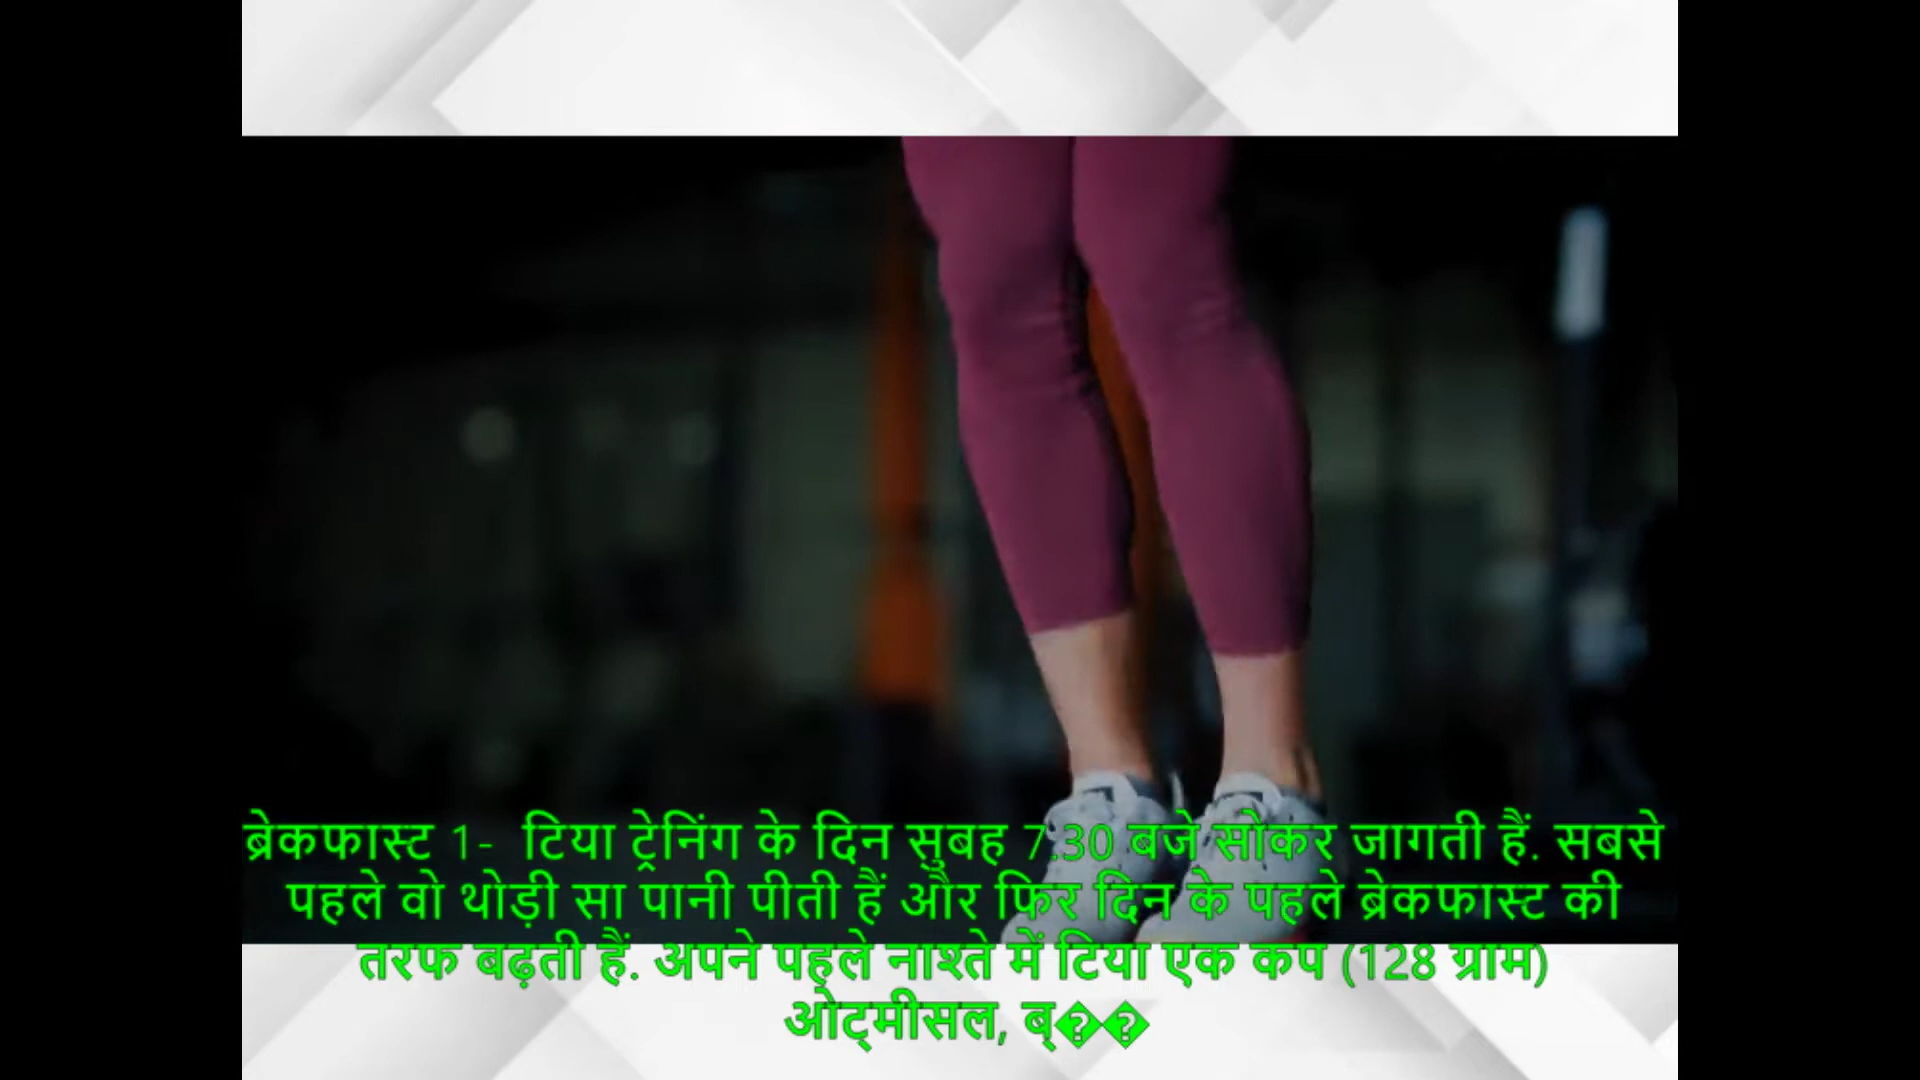 ब्रेकफास्ट 1- टिया ट्रेनिंग के दिन सुबह 7.30 बजे सोकर जागती हैं. सबसे
पहले वो थोड़ी सा पानी पीती हैं और फिर दिन के पहले ब्रेकफास्ट की
तरफ बढ़ती हैं. अपने पहले नाश्ते में टिया एक कप (128 ग्राम)
ओट्मीसल, ब्��